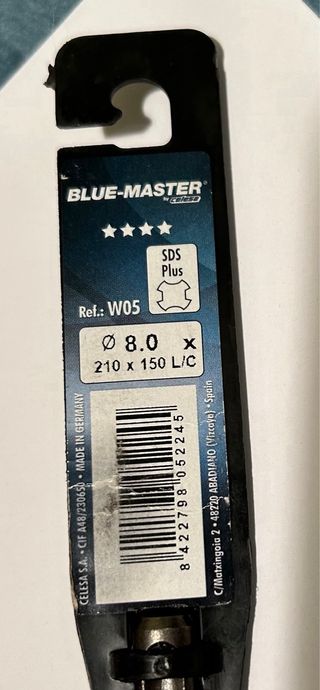 BLUE-MASTER®
by celesa
SDS
Plus
Ref.: W05
Ø 8.0 x
210 x 150 L/C
8 422798 052245
CELESA S.A. • CIF A48/230650 • MADE IN GERMANY
C/Matxingoia 2 • 48220 ABADIANO (Vizcaya) • Spain